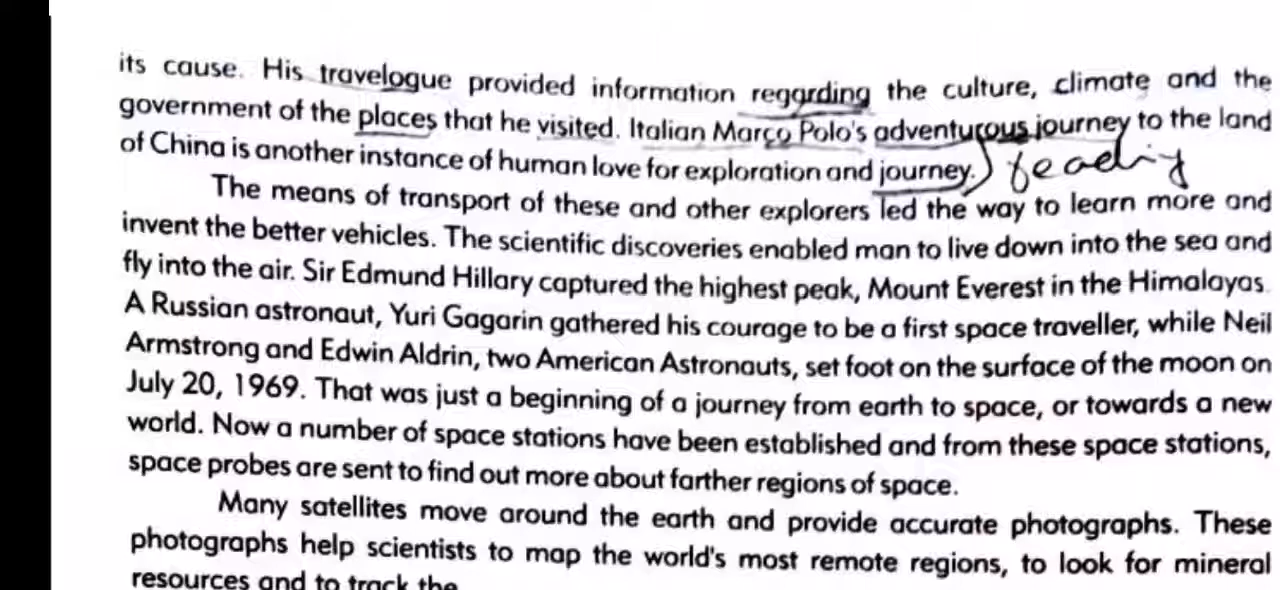 its cause. His travelogue provided information regarding the culture, climate and the
government of the places that he visited. Italian Marco Polo's adventurous journey to the land
of China is another instance of human love for exploration and journey. reading
The means of transport of these and other explorers led the way to learn more and
invent the better vehicles. The scientific discoveries enabled man to live down into the sea and
fly into the air. Sir Edmund Hillary captured the highest peak, Mount Everest in the Himalayas.
A Russian astronaut, Yuri Gagarin gathered his courage to be a first space traveller, while Neil
Armstrong and Edwin Aldrin, two American Astronauts, set foot on the surface of the moon on
July 20, 1969. That was just a beginning of a journey from earth to space, or towards a new
world. Now a number of space stations have been established and from these space stations,
space probes are sent to find out more about farther regions of space.
Many satellites move around the earth and provide accurate photographs. These
photographs help scientists to map the world's most remote regions, to look for mineral
resources and to track the